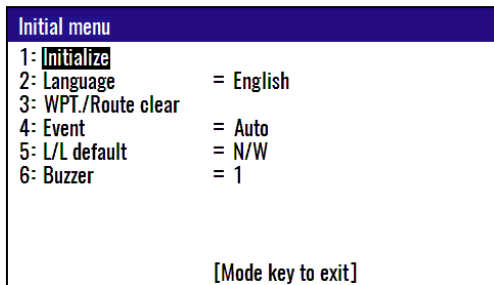 Initial menu
1: Initialize
2: Language = English
3: WPT./Route clear
4: Event = Auto
5: L/L default = N/W
6: Buzzer = 1
[Mode key to exit]